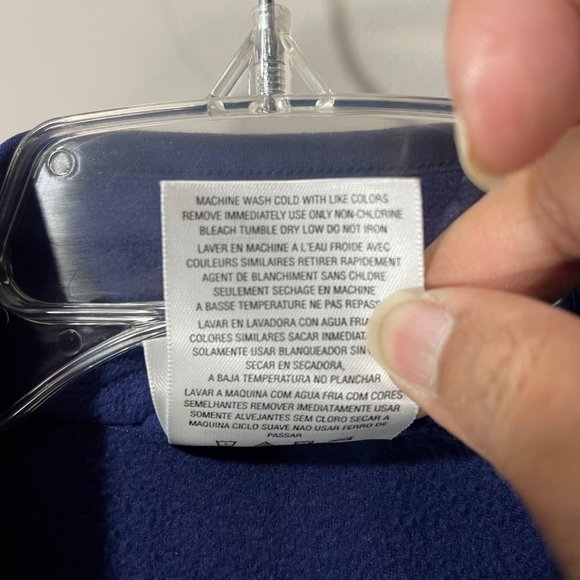 MACHINE WASH COLD WITH LIKE COLORS
REMOVE IMMEDIATELY USE ONLY NON-CHLORINE
BLEACH TUMBLE DRY LOW DO NOT IRON
LAVER EN MACHINE A L'EAU FROIDE AVEC
COULEURS SIMILAIRES RETIRER RAPIDEMENT
AGENT DE BLANCHIMENT SANS CHLORE
SEULEMENT SECHAGE EN MACHINE
A BASSE TEMPERATURE NE PAS REPASS
LAVAR EN LAVADORA CON AGUA FRIA
COLORES SIMILARES SACAR INMEDIAT
SOLAMENTE USAR BLANQUEADOR SIN
SECAR EN SECADORA,
A BAJA TEMPERATURA NO PLANCHAR
LAVAR A MAQUINA COM AGUA FRIA COM CORES
SEMELHANTES REMOVER IMEDIATAMENTE USAR
SOMENTE ALVEJANTES SEM CLORO SECAR A
MAQUINA CICLO SUAVE NAO USAR FERRO DE
PASSAR